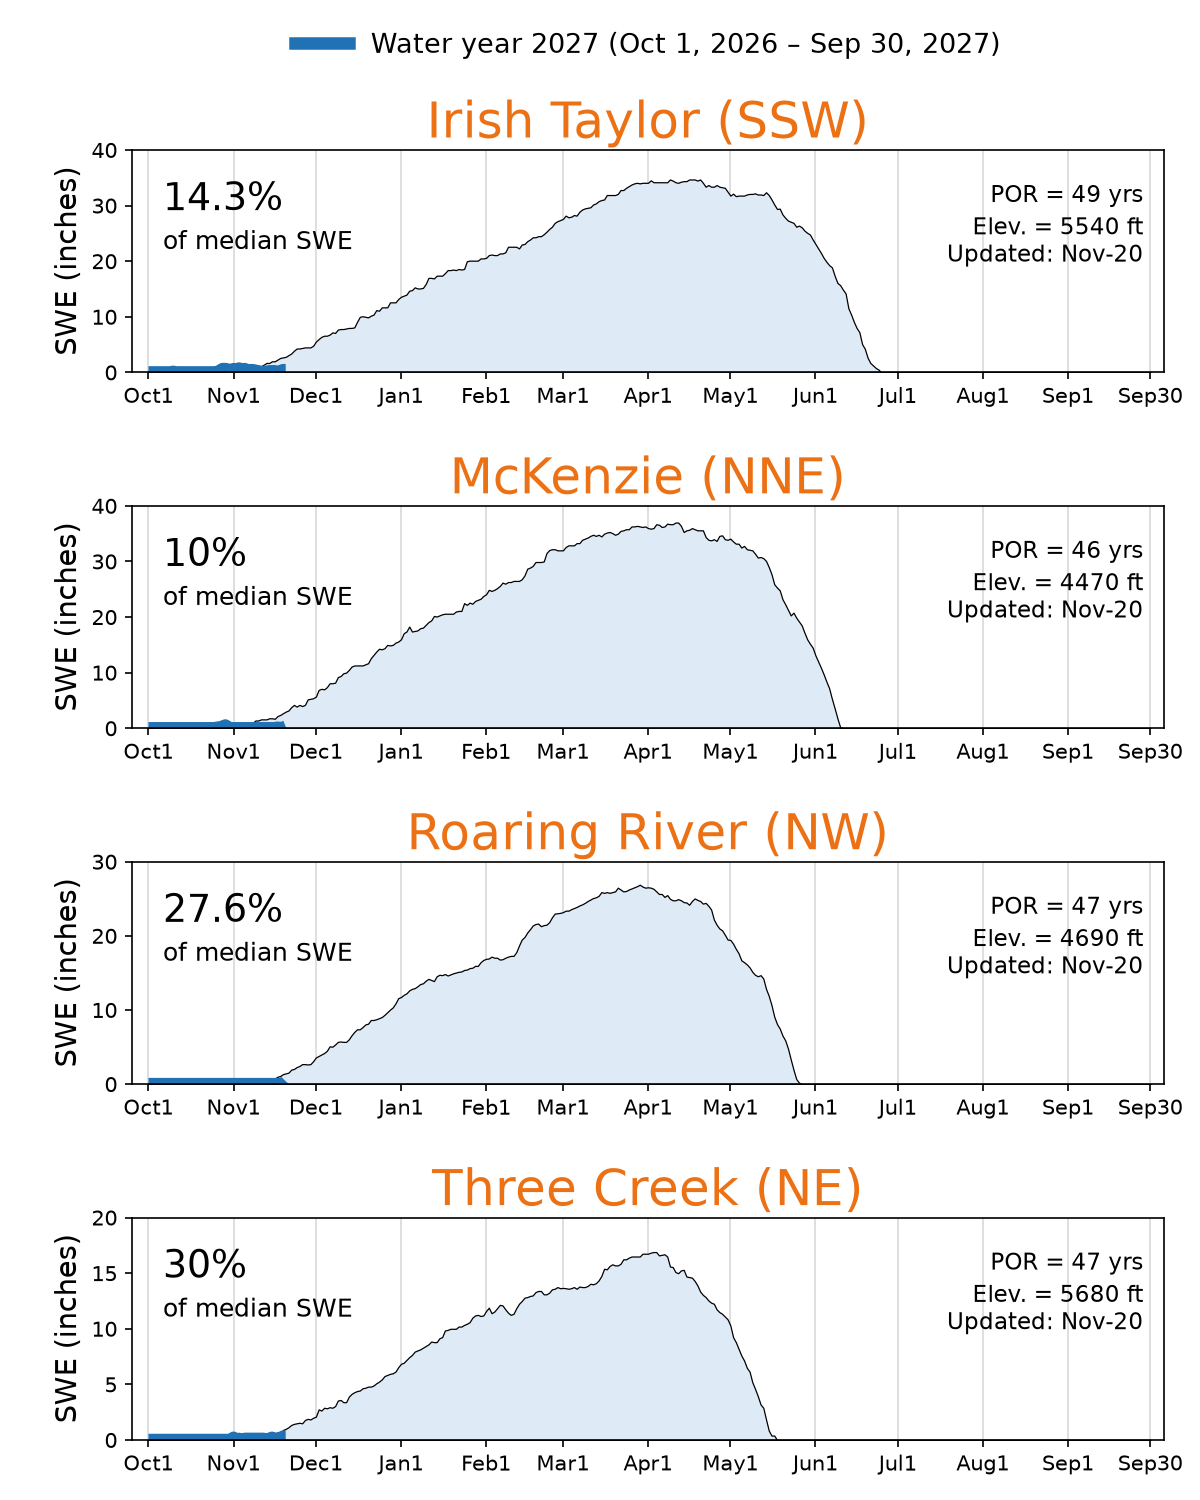 Water year 2027 (Oct 1, 2026 – Sep 30, 2027)
Irish Taylor (SSW)
SWE (inches)
40
30
20
10
0
14.3%
of median SWE
POR = 49 yrs
Elev. = 5540 ft
Updated: Nov-20
Oct1 Nov1 Dec1 Jan1 Feb1 Mar1 Apr1 May1 Jun1 Jul1 Aug1 Sep1 Sep30
McKenzie (NNE)
SWE (inches)
40
30
20
10
0
10%
of median SWE
POR = 46 yrs
Elev. = 4470 ft
Updated: Nov-20
Oct1 Nov1 Dec1 Jan1 Feb1 Mar1 Apr1 May1 Jun1 Jul1 Aug1 Sep1 Sep30
Roaring River (NW)
SWE (inches)
30
20
10
0
27.6%
of median SWE
POR = 47 yrs
Elev. = 4690 ft
Updated: Nov-20
Oct1 Nov1 Dec1 Jan1 Feb1 Mar1 Apr1 May1 Jun1 Jul1 Aug1 Sep1 Sep30
Three Creek (NE)
SWE (inches)
20
15
10
5
0
30%
of median SWE
POR = 47 yrs
Elev. = 5680 ft
Updated: Nov-20
Oct1 Nov1 Dec1 Jan1 Feb1 Mar1 Apr1 May1 Jun1 Jul1 Aug1 Sep1 Sep30